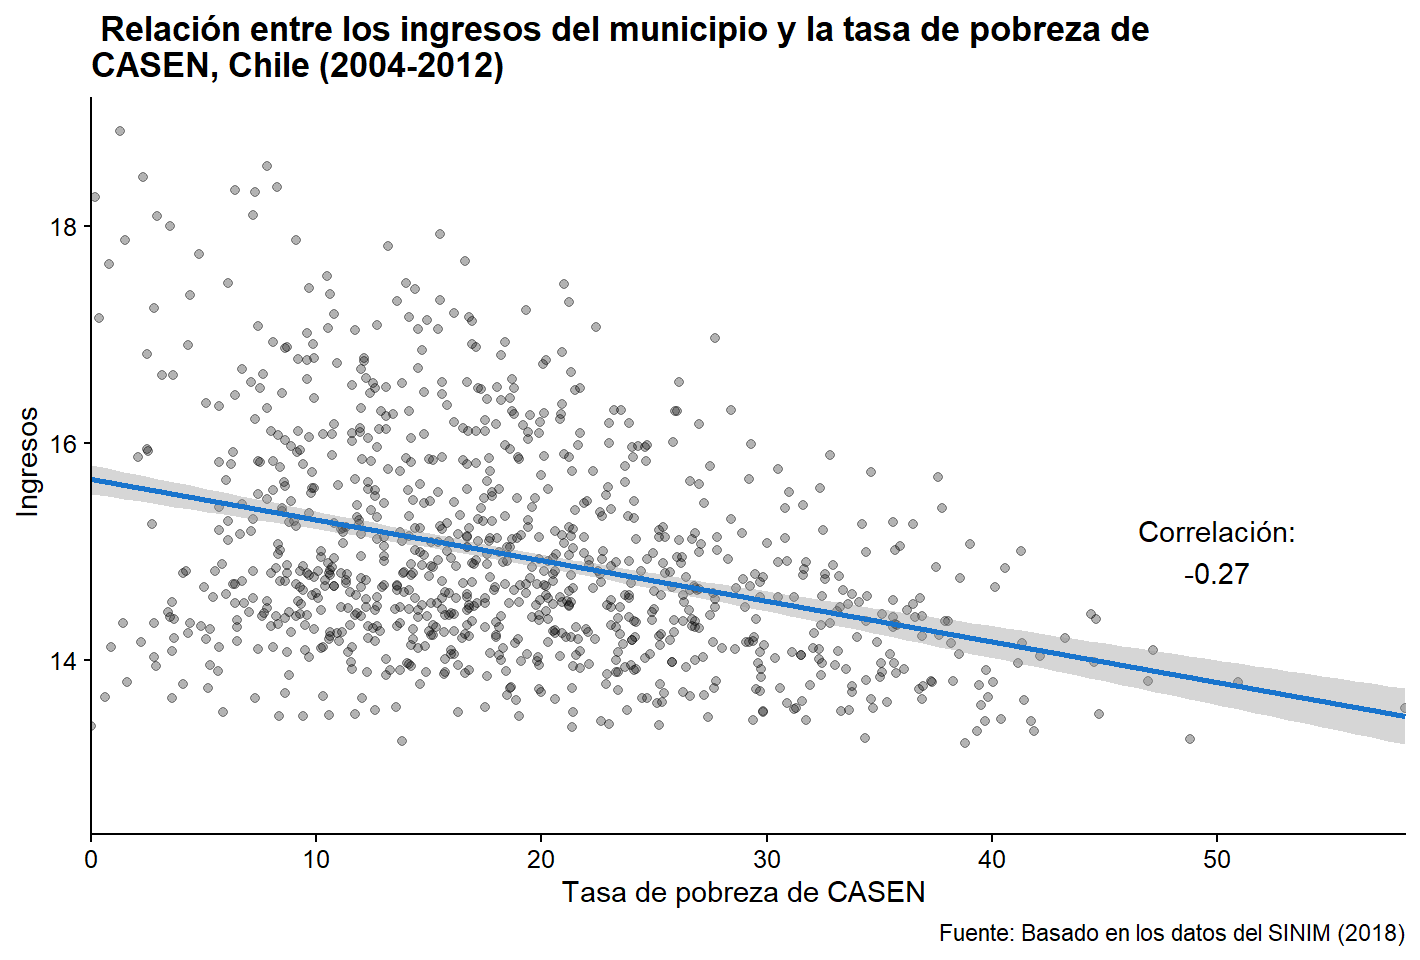 Relación entre los ingresos del municipio y la tasa de pobreza de
CASEN, Chile (2004-2012)
18
16
14
Ingresos
Correlación:
-0.27
0 10 20 30 40 50
Tasa de pobreza de CASEN
Fuente: Basado en los datos del SINIM (2018)